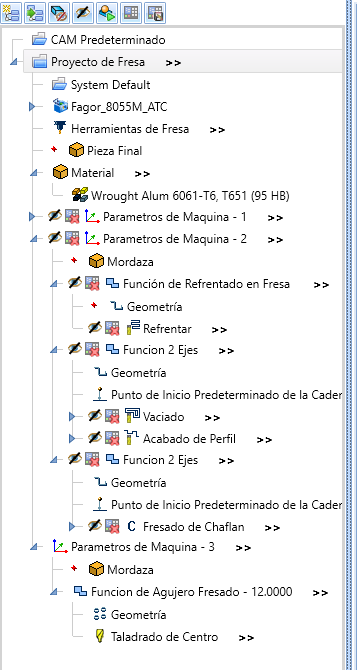 CAM Predeterminado
Proyecto de Fresa >>
System Default
Fagor_8055M_ATC
Herramientas de Fresa >>
Pieza Final
Material >>
Wrought Alum 6061-T6, T651 (95 HB)
Parametros de Maquina - 1 >>
Parametros de Maquina - 2 >>
Mordaza
Función de Refrentado en Fresa >>
Geometría
Refrentar >>
Funcion 2 Ejes >>
Geometría
Punto de Inicio Predeterminado de la Cader
Vaciado >>
Acabado de Perfil >>
Funcion 2 Ejes >>
Geometría
Punto de Inicio Predeterminado de la Cader
C Fresado de Chaflan >>
Parametros de Maquina - 3 >>
Mordaza
Funcion de Agujero Fresado - 12.0000 >>
Geometría
Taladrado de Centro >>